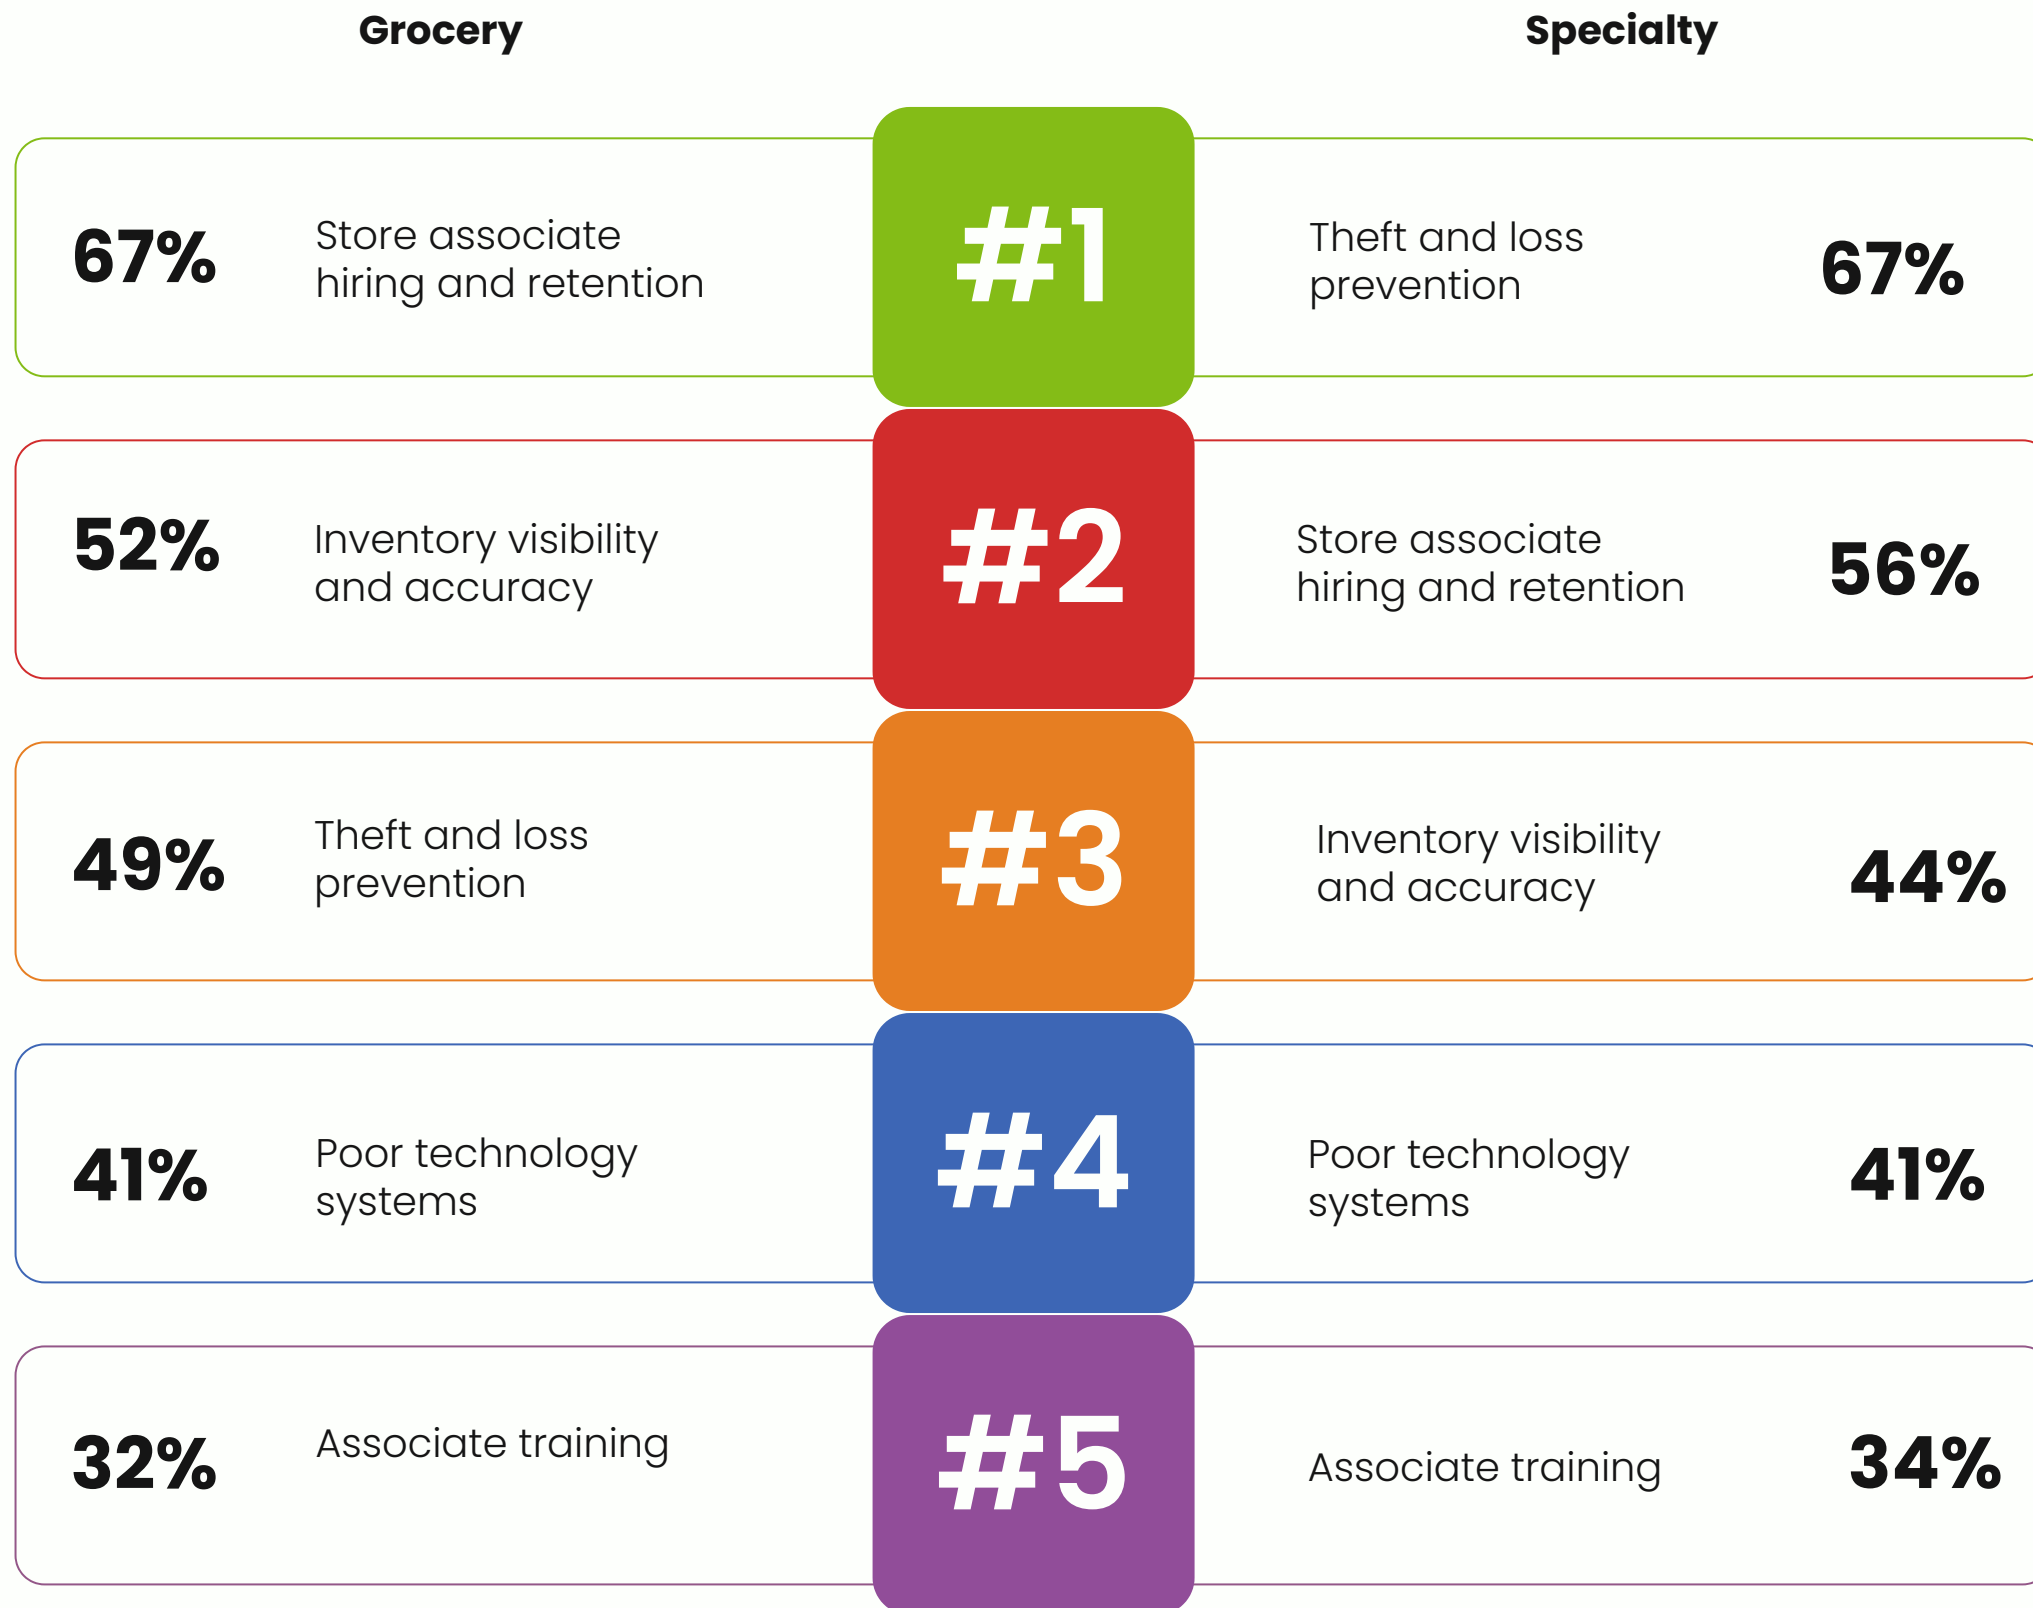 Grocery
Specialty
67%
Store associate
hiring and retention
#1
Theft and loss
prevention
67%
52%
Inventory visibility
and accuracy
#2
Store associate
hiring and retention
56%
49%
Theft and loss
prevention
#3
Inventory visibility
and accuracy
44%
41%
Poor technology
systems
#4
Poor technology
systems
41%
32%
Associate training
#5
Associate training
34%